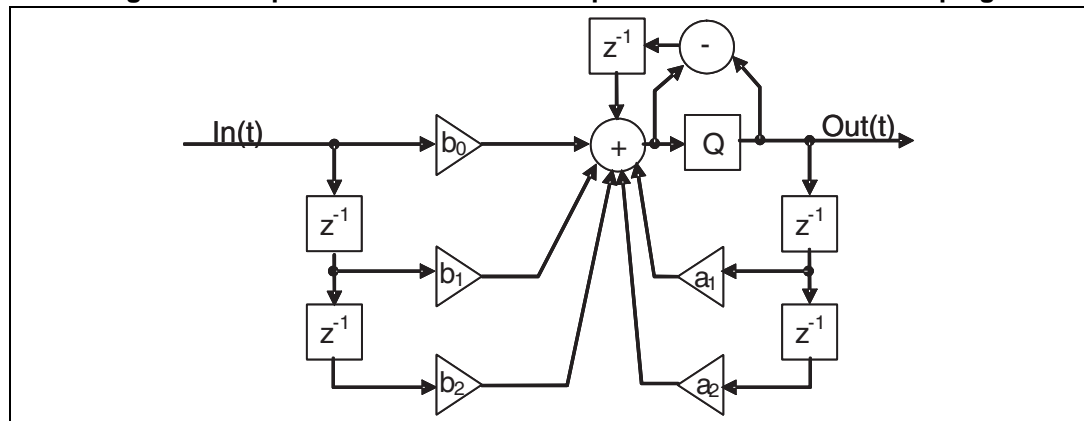 z⁻¹
-
In(t)
b₀
+
Q
Out(t)
z⁻¹
z⁻¹
b₁
a₁
z⁻¹
z⁻¹
b₂
a₂